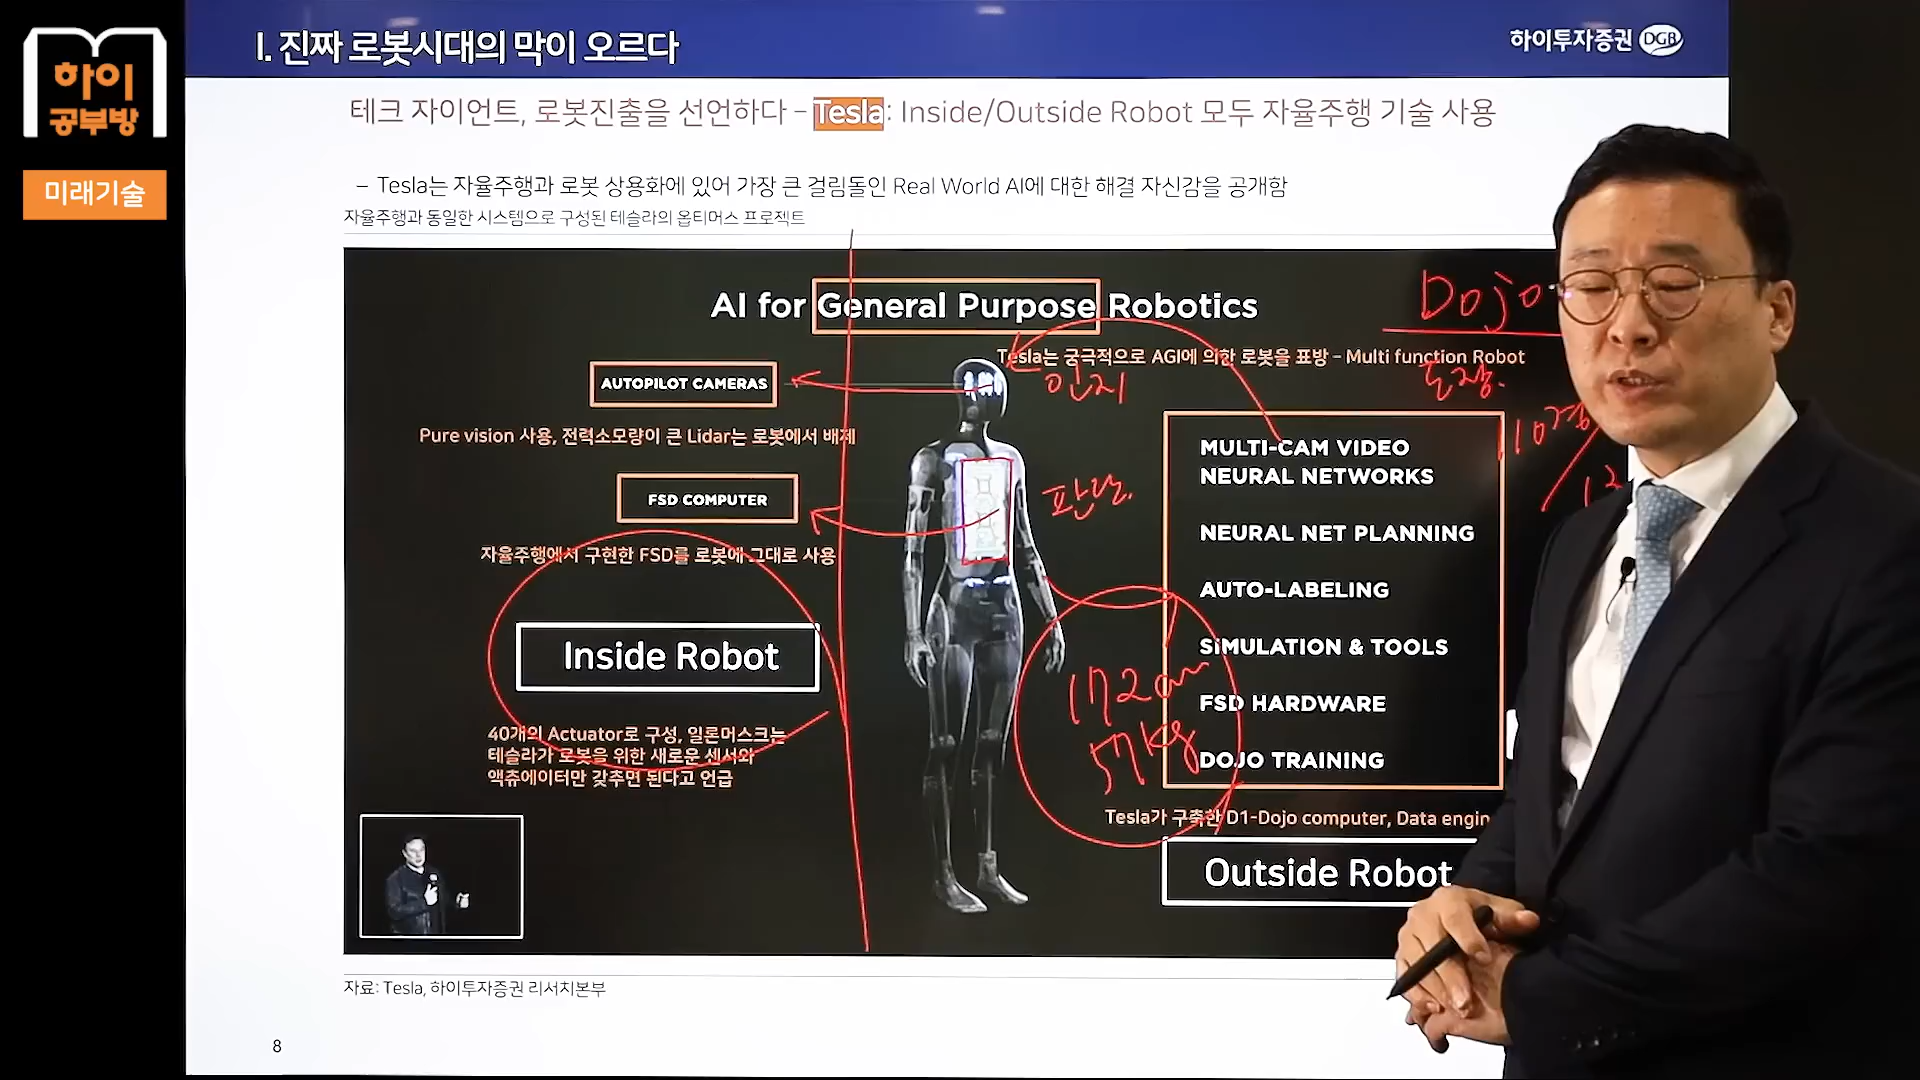 하이
공부방
미래기술
I. 진짜 로봇시대의 막이 오르다
하이투자증권 DGB
테크 자이언트, 로봇진출을 선언하다 – Tesla: Inside/Outside Robot 모두 자율주행 기술 사용
– Tesla는 자율주행과 로봇 상용화에 있어 가장 큰 걸림돌인 Real World AI에 대한 해결 자신감을 공개함
자율주행과 동일한 시스템으로 구성된 테슬라의 옵티머스 프로젝트
AI for General Purpose Robotics
Dojo
Tesla는 궁극적으로 AGI에 의한 로봇을 표방 – Multi function Robot
도장.
AUTOPILOT CAMERAS
인지
Pure vision 사용, 전력소모량이 큰 Lidar는 로봇에서 배제
FSD COMPUTER
판단.
자율주행에서 구현한 FSD를 로봇에 그대로 사용
Inside Robot
40개의 Actuator로 구성, 일론머스크는
테슬라가 로봇을 위한 새로운 센서와
액츄에이터만 갖추면 된다고 언급
172cm
57kg
MULTI-CAM VIDEO
NEURAL NETWORKS
NEURAL NET PLANNING
AUTO-LABELING
SIMULATION & TOOLS
FSD HARDWARE
DOJO TRAINING
Tesla가 구축한 D1-Dojo computer, Data engin
Outside Robot
자료: Tesla, 하이투자증권 리서치본부
8